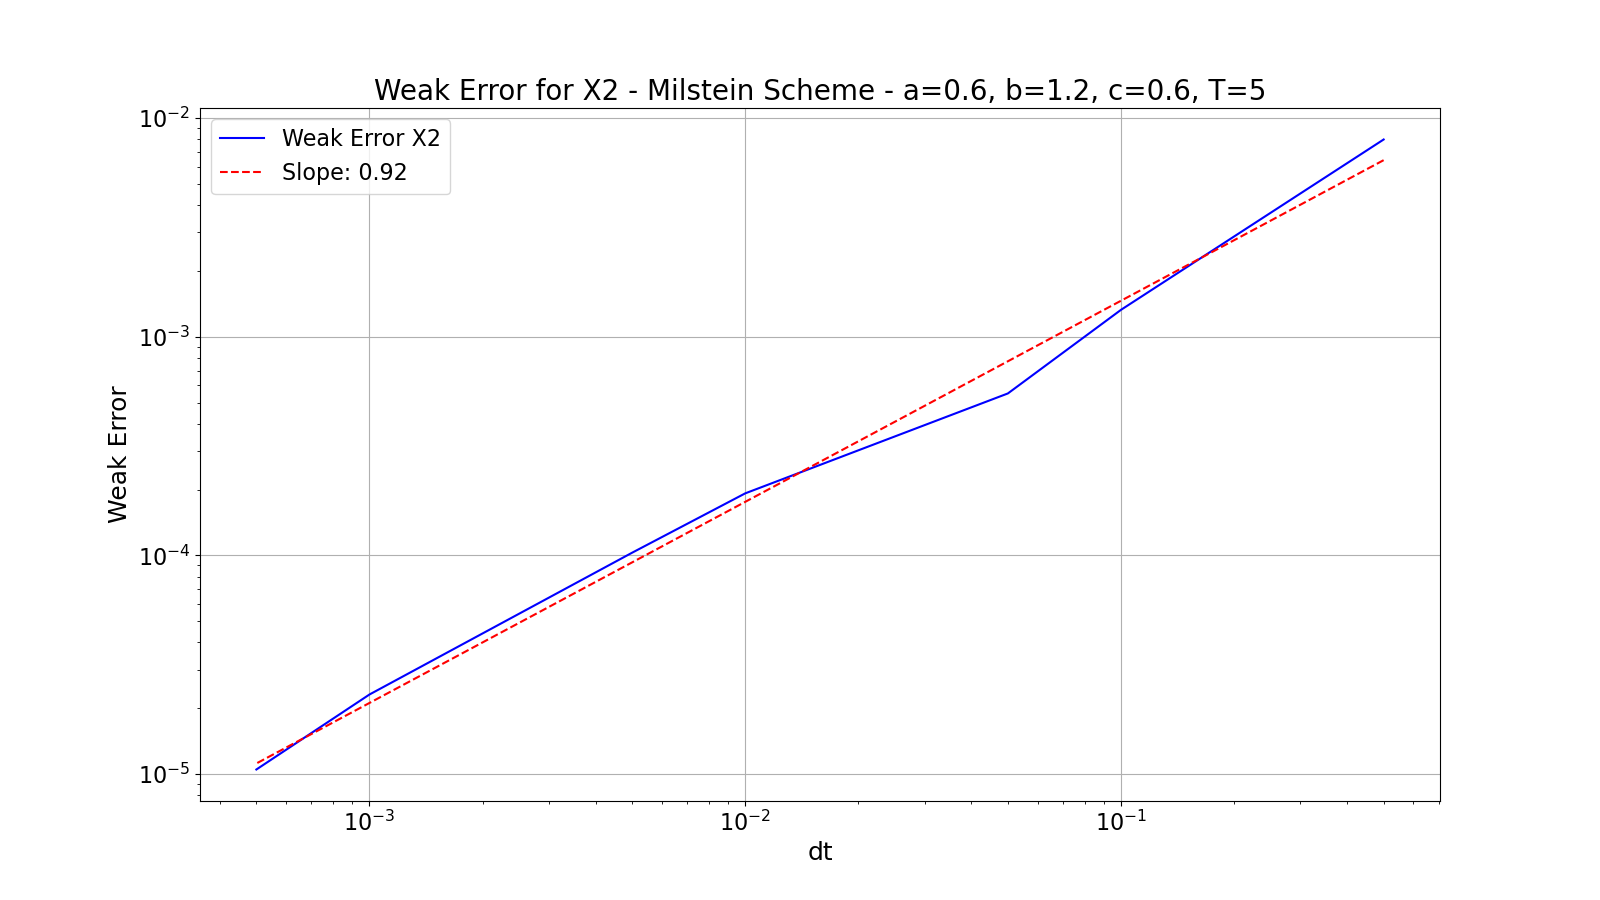 Weak Error for X2 - Milstein Scheme - a=0.6, b=1.2, c=0.6, T=5
Weak Error X2
Slope: 0.92
Weak Error
10⁻²
10⁻³
10⁻⁴
10⁻⁵
10⁻³ 10⁻² 10⁻¹
dt